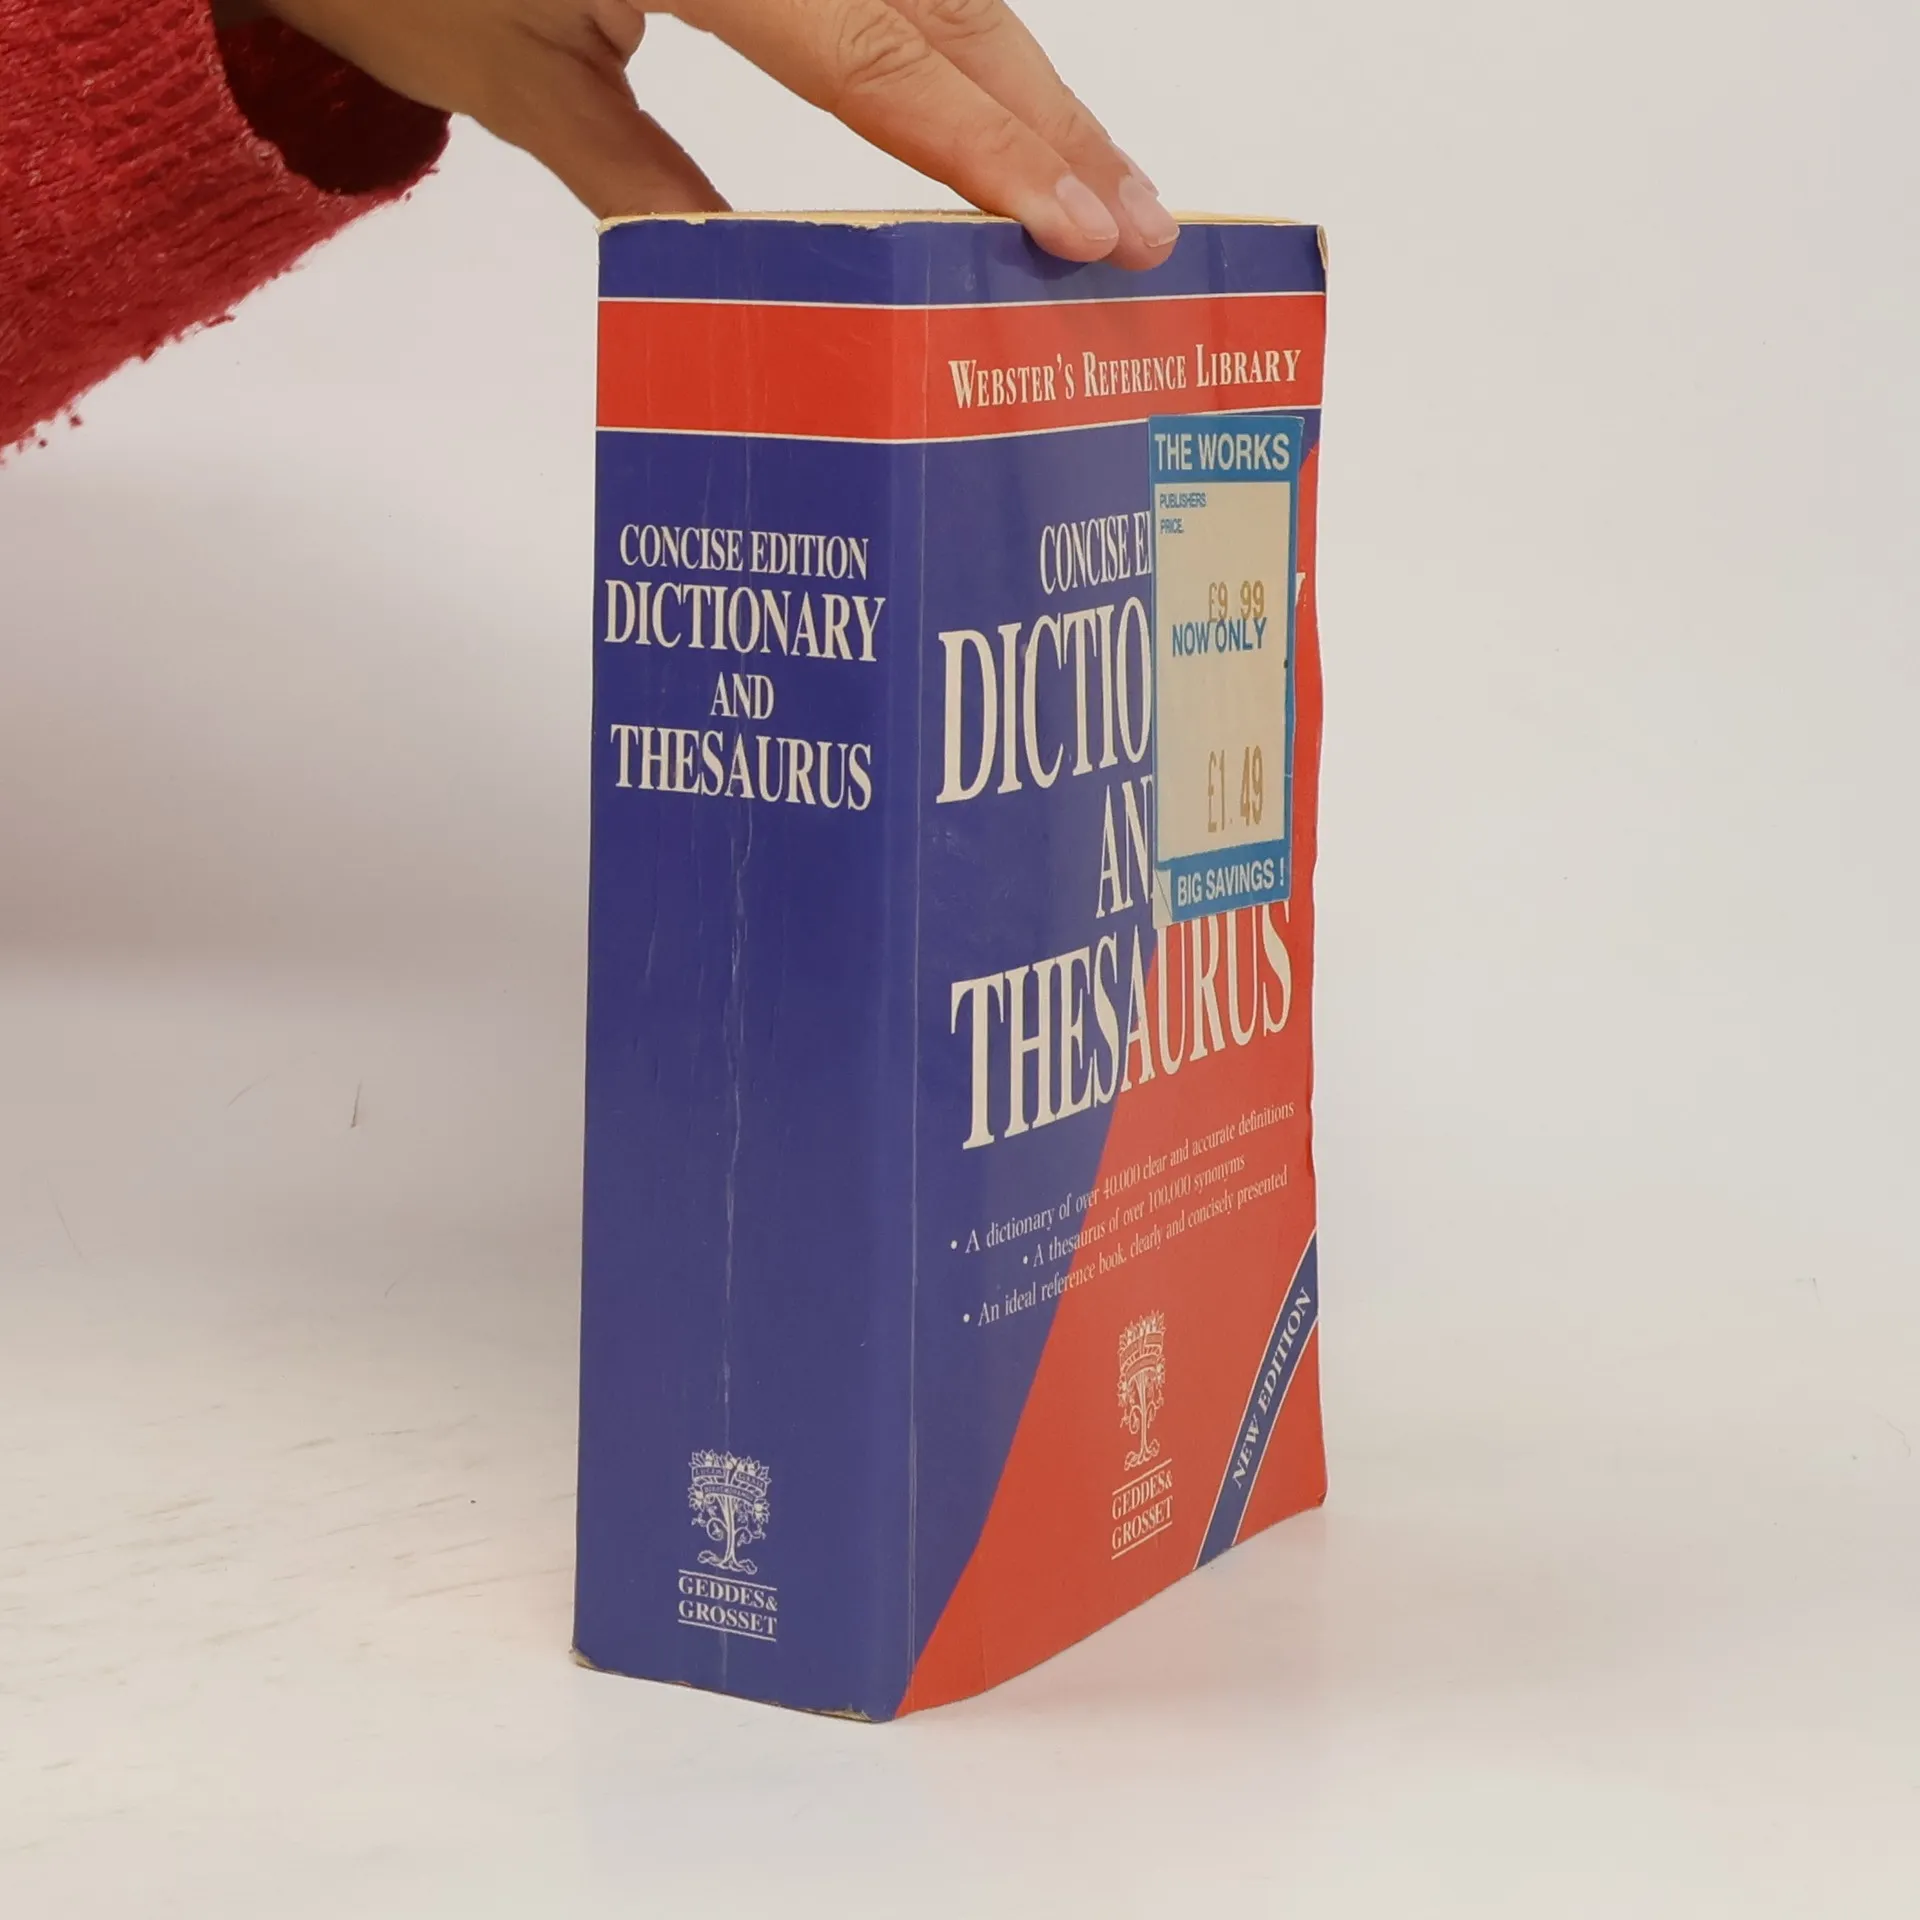 CONCISE EDITION
DICTIONARY
AND
THESAURUS
GEDDES&
GROSSET
WEBSTER'S REFERENCE LIBRARY
THE WORKS
PUBLISHERS
PRICE
£9.99
NOW ONLY
£1.49
BIG SAVINGS !
CONCISE E
DICTIO Y
AN
THESAURUS
• A dictionary of over 40,000 clear and accurate definitions
• A thesaurus of over 100,000 synonyms
• An ideal reference book, clearly and concisely presented
GEDDES&
GROSSET
NEW EDITION